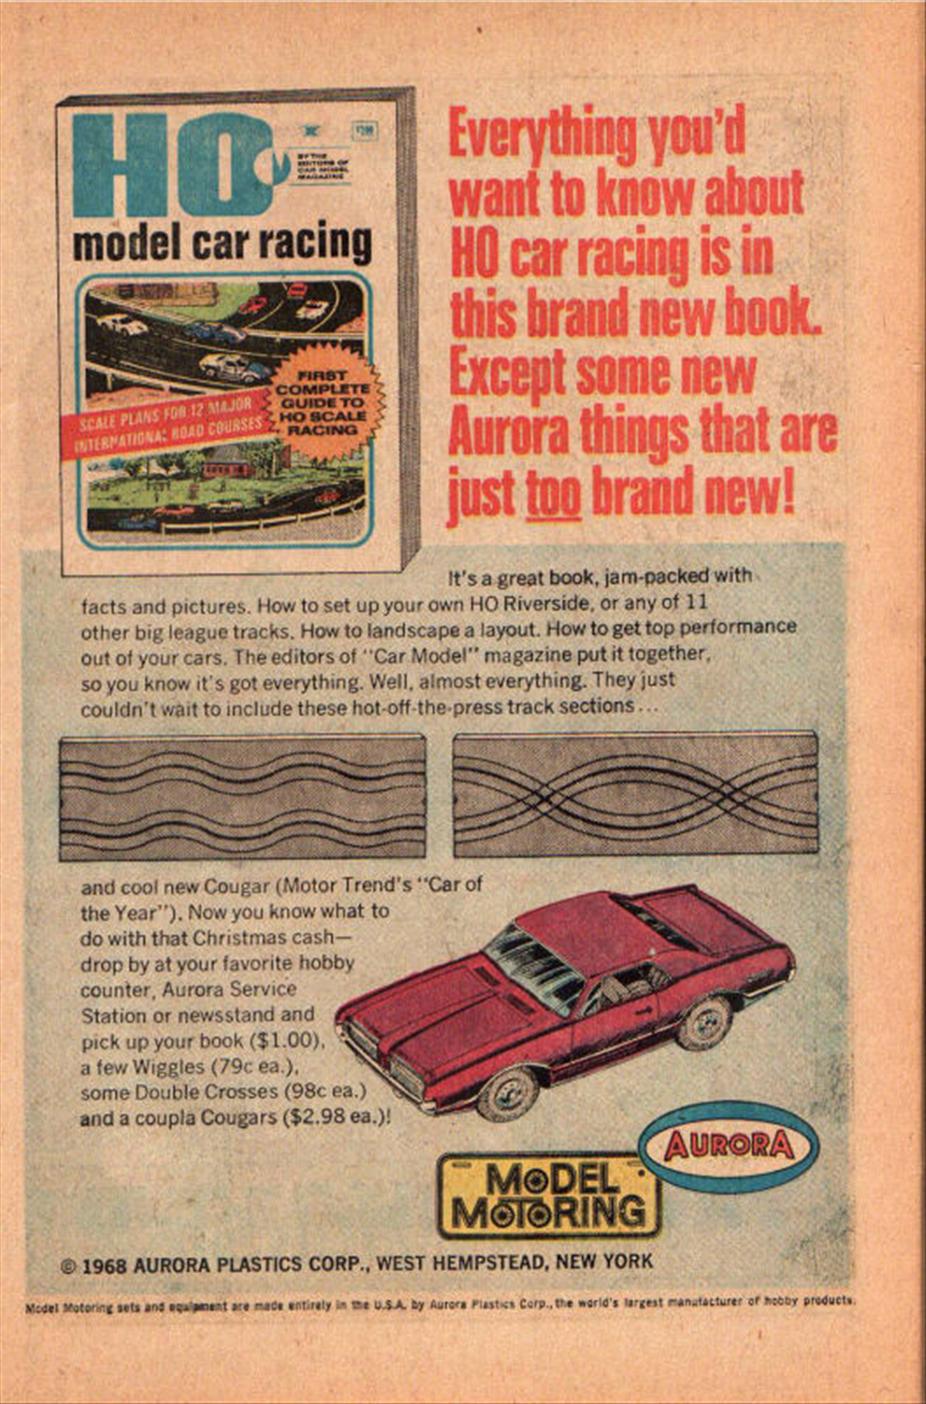 HO
$1.00
BY THE
EDITORS OF
CAR MODEL
MAGAZINE
model car racing
FIRST
COMPLETE
GUIDE TO
HO SCALE
RACING
SCALE PLANS FOR 12 MAJOR
INTERNATIONAL ROAD COURSES
Everything you'd
want to know about
HO car racing is in
this brand new book.
Except some new
Aurora things that are
just too brand new!
It's a great book, jam-packed with
facts and pictures. How to set up your own HO Riverside, or any of 11
other big league tracks. How to landscape a layout. How to get top performance
out of your cars. The editors of "Car Model" magazine put it together,
so you know it's got everything. Well, almost everything. They just
couldn't wait to include these hot-off-the-press track sections ...
and cool new Cougar (Motor Trend's "Car of
the Year"). Now you know what to
do with that Christmas cash—
drop by at your favorite hobby
counter, Aurora Service
Station or newsstand and
pick up your book ($1.00),
a few Wiggles (79c ea.),
some Double Crosses (98c ea.)
and a coupla Cougars ($2.98 ea.)!
AURORA
MODEL
MOTORING
© 1968 AURORA PLASTICS CORP., WEST HEMPSTEAD, NEW YORK
Model Motoring sets and equipment are made entirely in the U.S.A. by Aurora Plastics Corp., the world's largest manufacturer of hobby products.